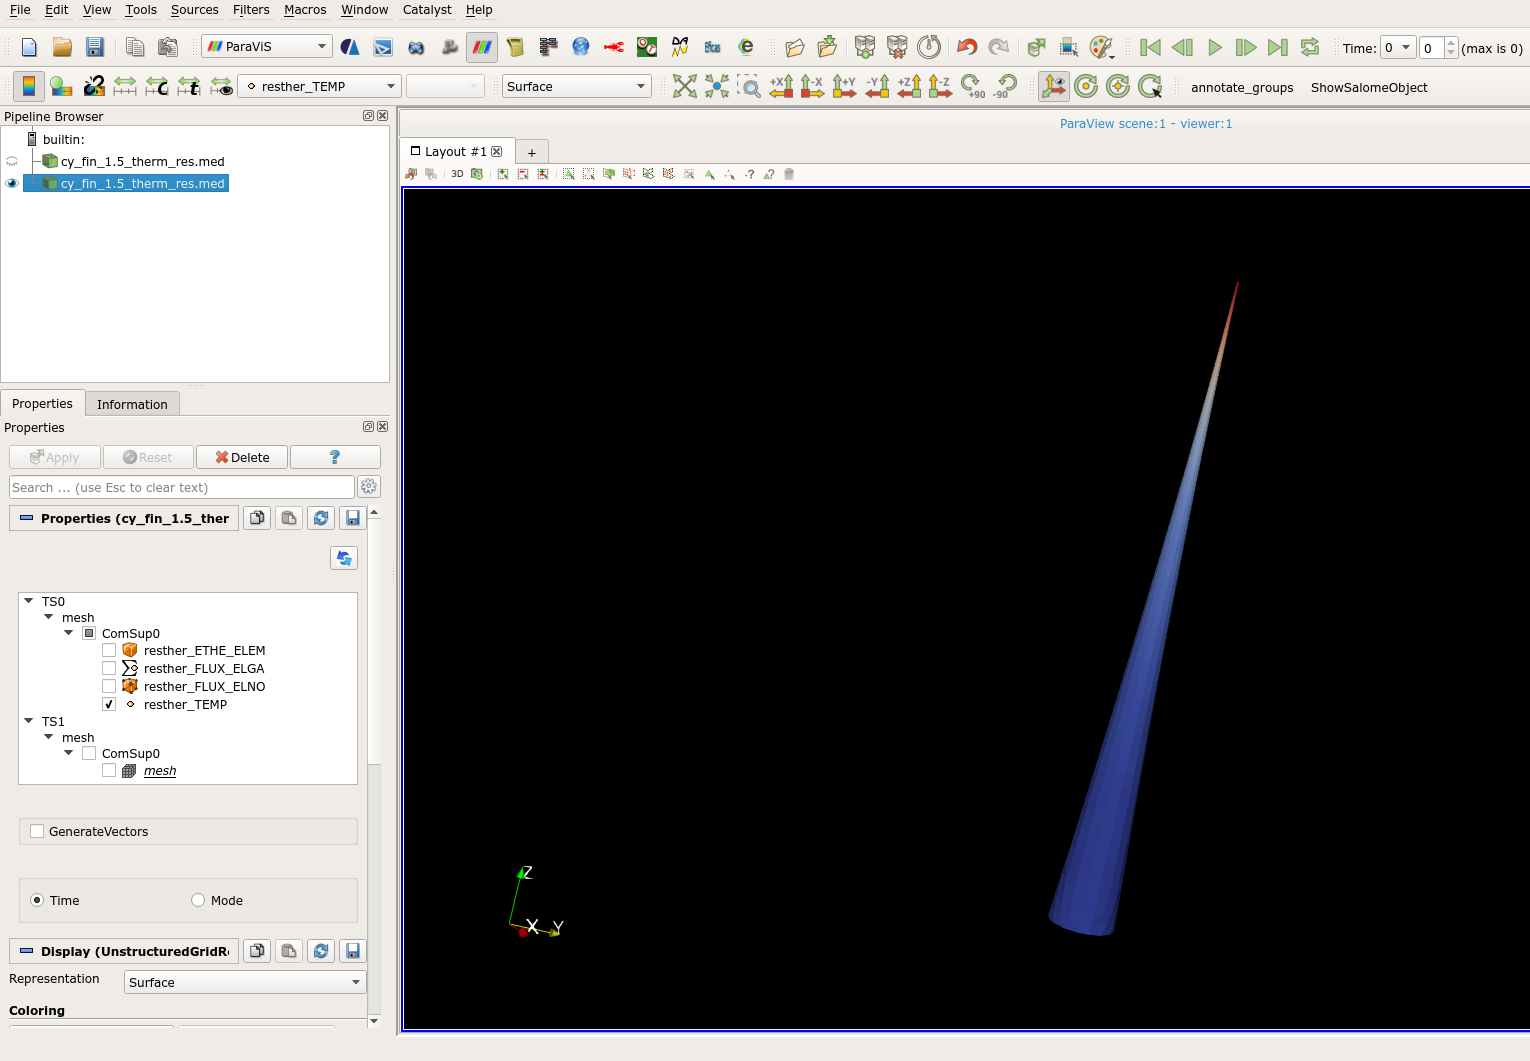 File Edit View Tools Sources Filters Macros Window Catalyst Help
ParaViS
Time: 0 0 (max is 0)
resther_TEMP
Surface
+X -X +Y -Y +Z -Z +90 -90
annotate_groups ShowSalomeObject
Pipeline Browser
builtin:
cy_fin_1.5_therm_res.med
cy_fin_1.5_therm_res.med
ParaView scene:1 - viewer:1
Layout #1 +
3D
Properties Information
Properties
Apply Reset Delete ?
Search ... (use Esc to clear text)
Properties (cy_fin_1.5_ther
TS0
mesh
ComSup0
resther_ETHE_ELEM
resther_FLUX_ELGA
resther_FLUX_ELNO
resther_TEMP
TS1
mesh
ComSup0
mesh
GenerateVectors
Time Mode
Display (UnstructuredGridR
Representation Surface
Coloring
Z
X Y